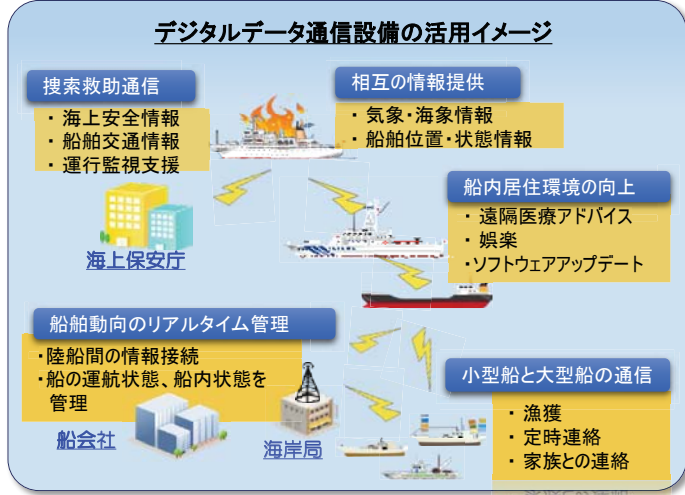 デジタルデータ通信設備の活用イメージ
捜索救助通信
・ 海上安全情報
・ 船舶交通情報
・ 運行監視支援
相互の情報提供
・ 気象・海象情報
・ 船舶位置・状態情報
船内居住環境の向上
・ 遠隔医療アドバイス
・ 娯楽
・ソフトウェアアップデート
海上保安庁
船舶動向のリアルタイム管理
・陸船間の情報接続
・船の運航状態、船内状態を
管理
船会社
海岸局
小型船と大型船の通信
・ 漁獲
・ 定時連絡
・ 家族との連絡